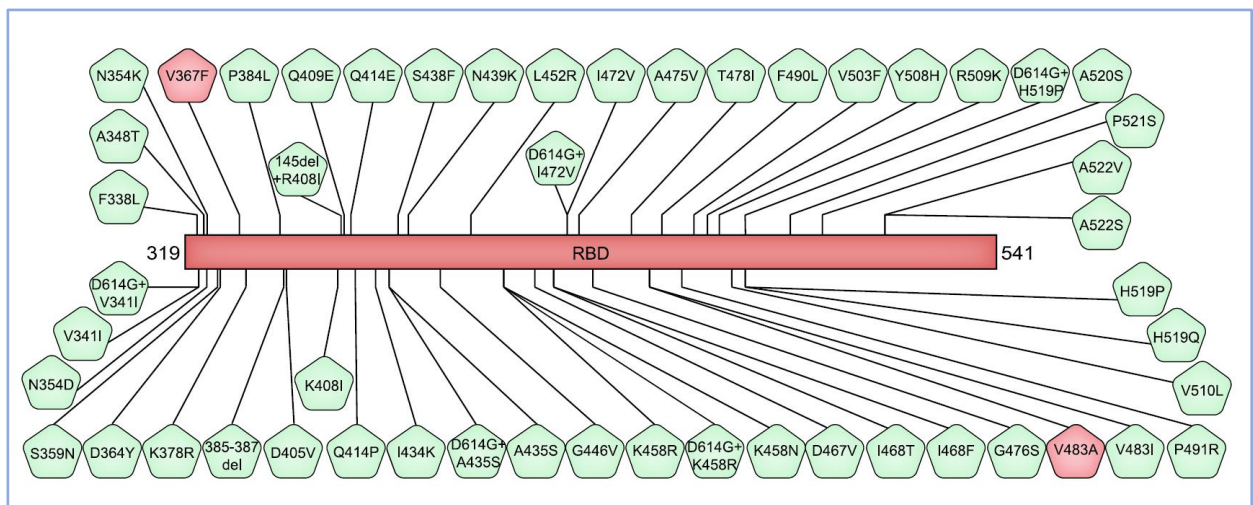 N354K
V367F
P384L
Q409E
Q414E
S438F
N439K
L452R
I472V
A475V
T478I
F490L
V503F
Y508H
R509K
D614G+
H519P
A520S
P521S
A348T
145del
+R408I
D614G+
I472V
A522V
F338L
A522S
319
RBD
541
D614G+
V341I
H519P
V341I
H519Q
N354D
K408I
V510L
S359N
D364Y
K378R
385-387
del
D405V
Q414P
I434K
D614G+
A435S
A435S
G446V
K458R
D614G+
K458R
K458N
D467V
I468T
I468F
G476S
V483A
V483I
P491R